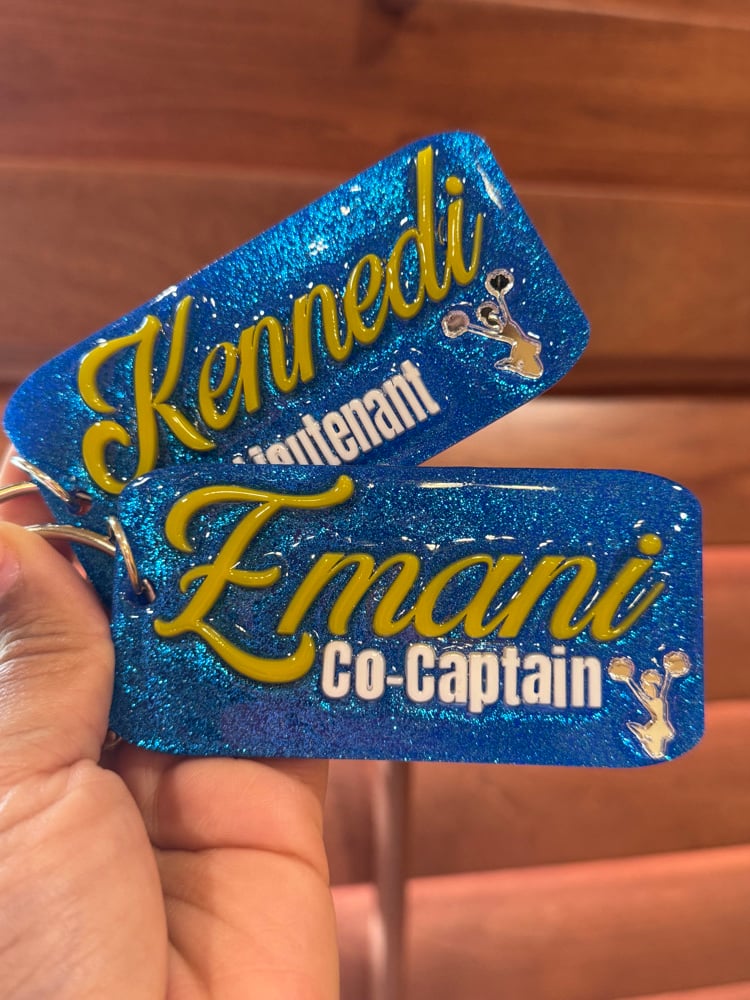 Kennedi
Lieutenant
Emani
Co-Captain